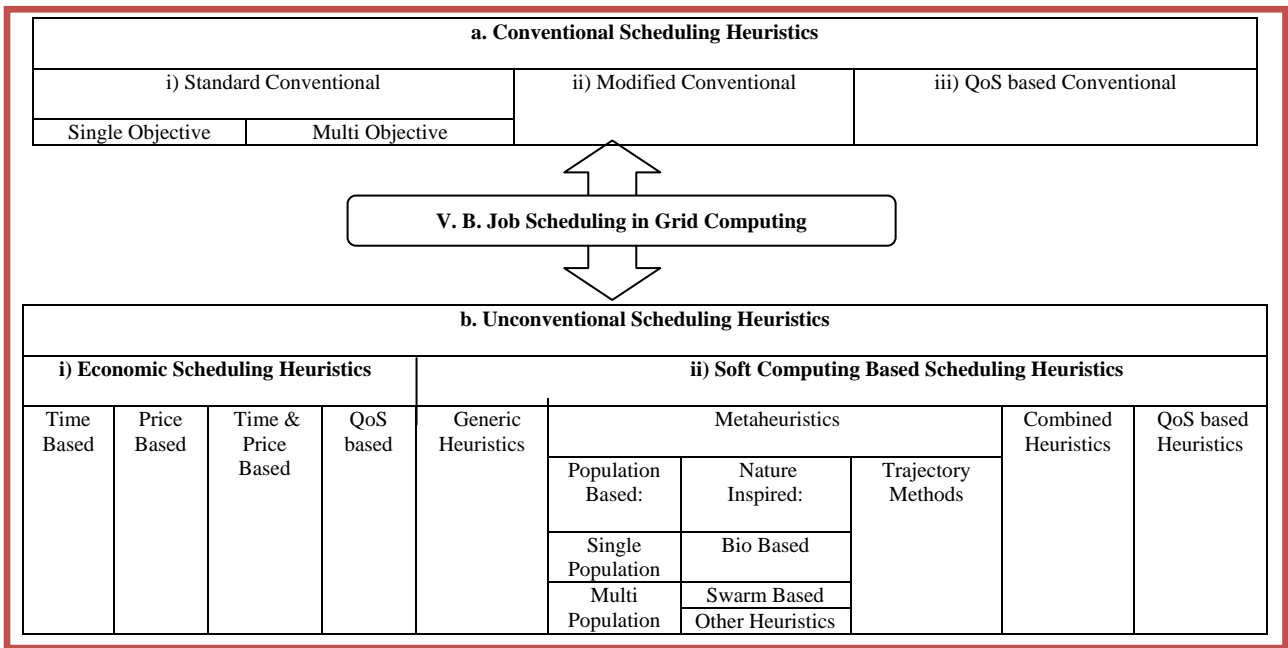 a. Conventional Scheduling Heuristics
i) Standard Conventional
ii) Modified Conventional
iii) QoS based Conventional
Single Objective
Multi Objective
V. B. Job Scheduling in Grid Computing
b. Unconventional Scheduling Heuristics
i) Economic Scheduling Heuristics
ii) Soft Computing Based Scheduling Heuristics
Time
Based
Price
Based
Time &
Price
Based
QoS
based
Generic
Heuristics
Metaheuristics
Population
Based:
Nature
Inspired:
Trajectory
Methods
Single
Population
Bio Based
Multi
Population
Swarm Based
Other Heuristics
Combined
Heuristics
QoS based
Heuristics